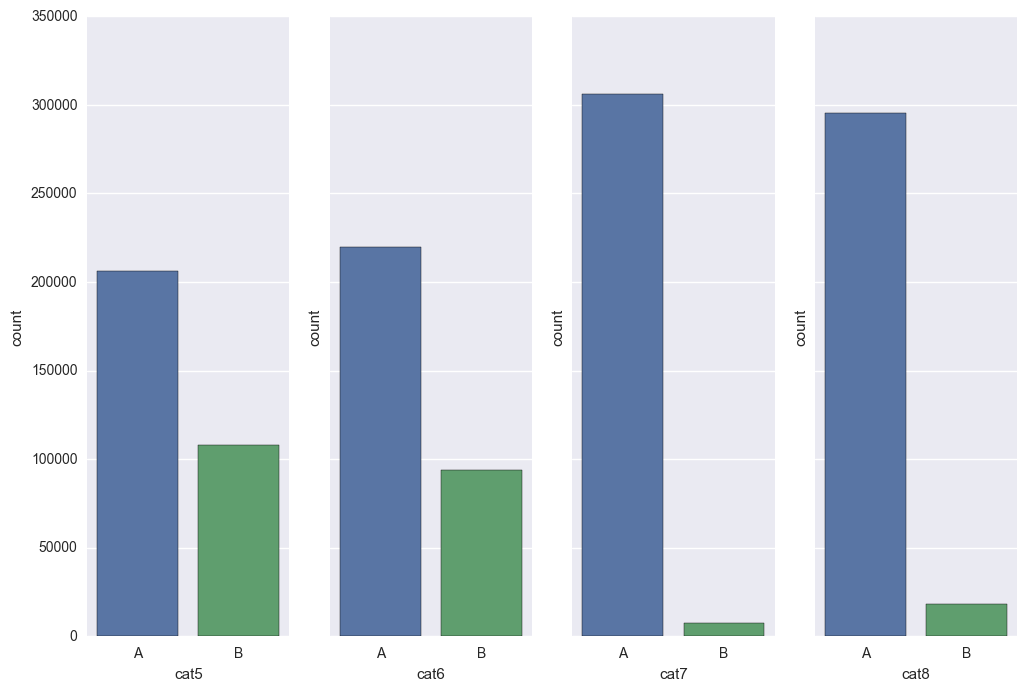 350000
300000
250000
200000
150000
100000
50000
0
count
count
count
count
A B A B A B A B
cat5 cat6 cat7 cat8